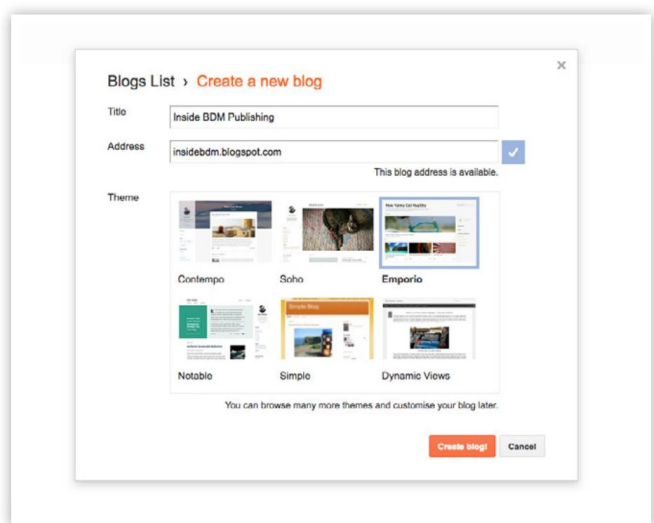 Blogs List › Create a new blog
Title
Inside BDM Publishing
Address
insidebdm.blogspot.com
This blog address is available.
Theme
Contempo
Soho
Emporio
Simple Blog
Notable
Simple
Dynamic Views
You can browse many more themes and customise your blog later.
Create blog!
Cancel